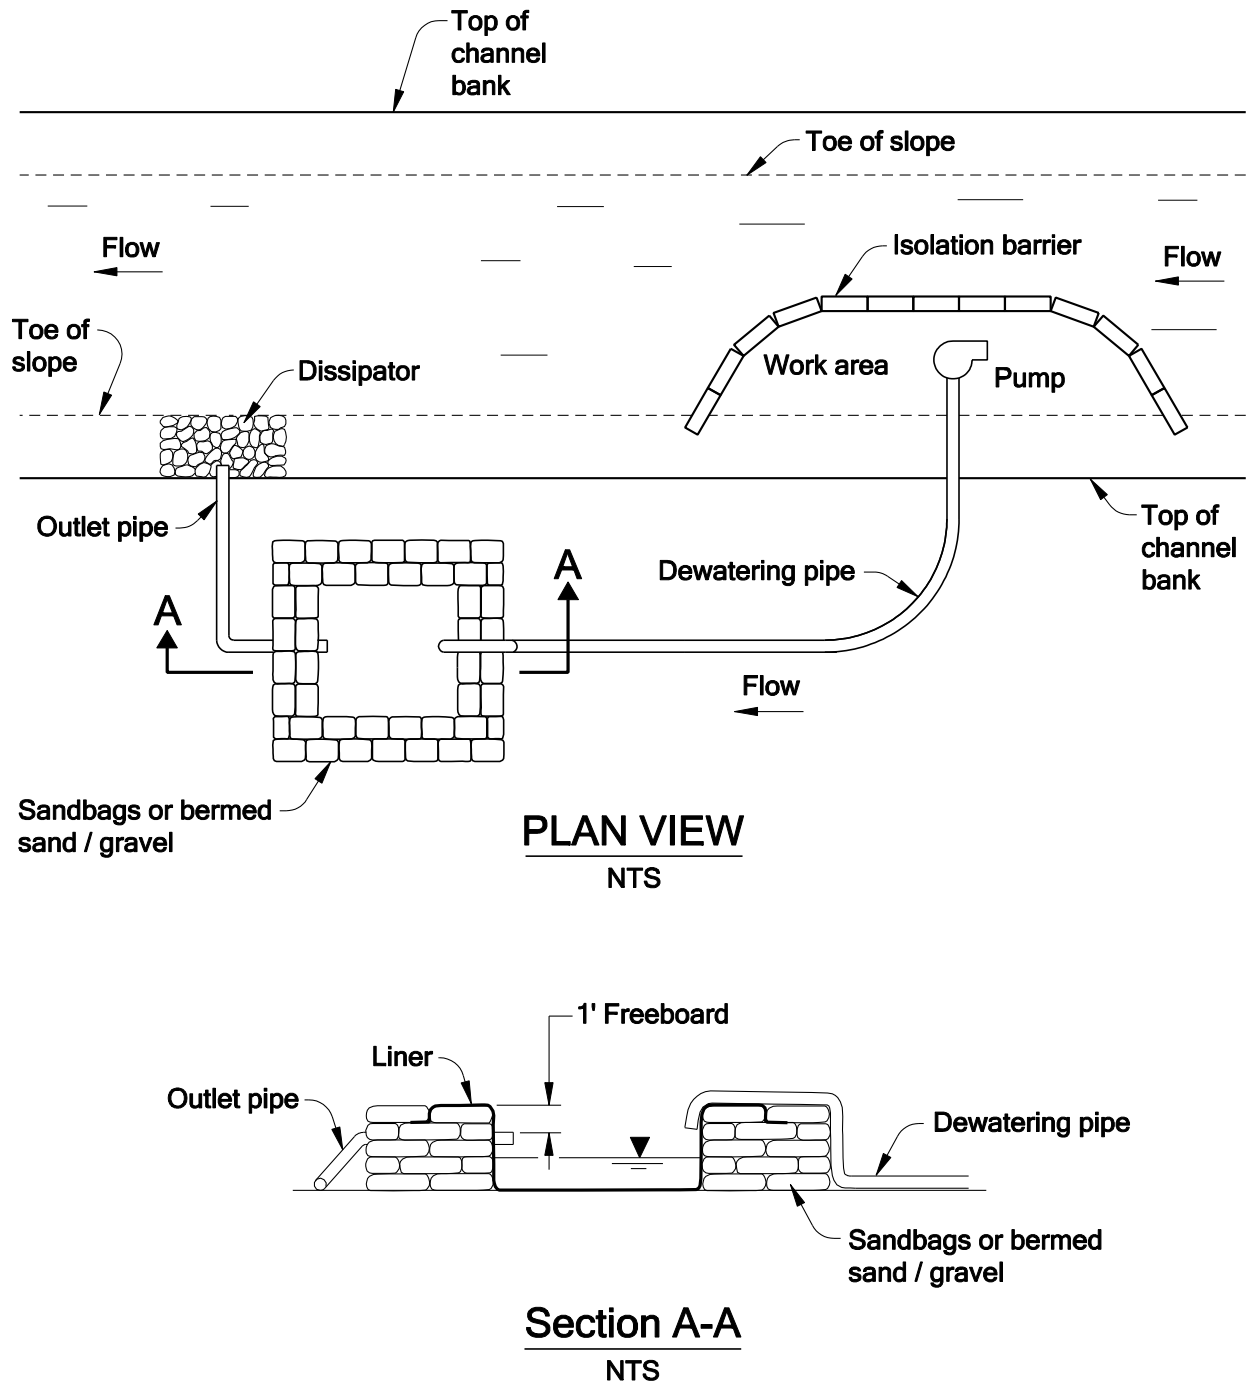 Top of
channel
bank
Toe of slope
Isolation barrier
Flow
Flow
Toe of
slope
Dissipator
Work area
Pump
Outlet pipe
Top of
channel
bank
A
A
Dewatering pipe
Flow
Sandbags or bermed
sand / gravel
PLAN VIEW
NTS
1' Freeboard
Liner
Outlet pipe
Dewatering pipe
Sandbags or bermed
sand / gravel
Section A-A
NTS